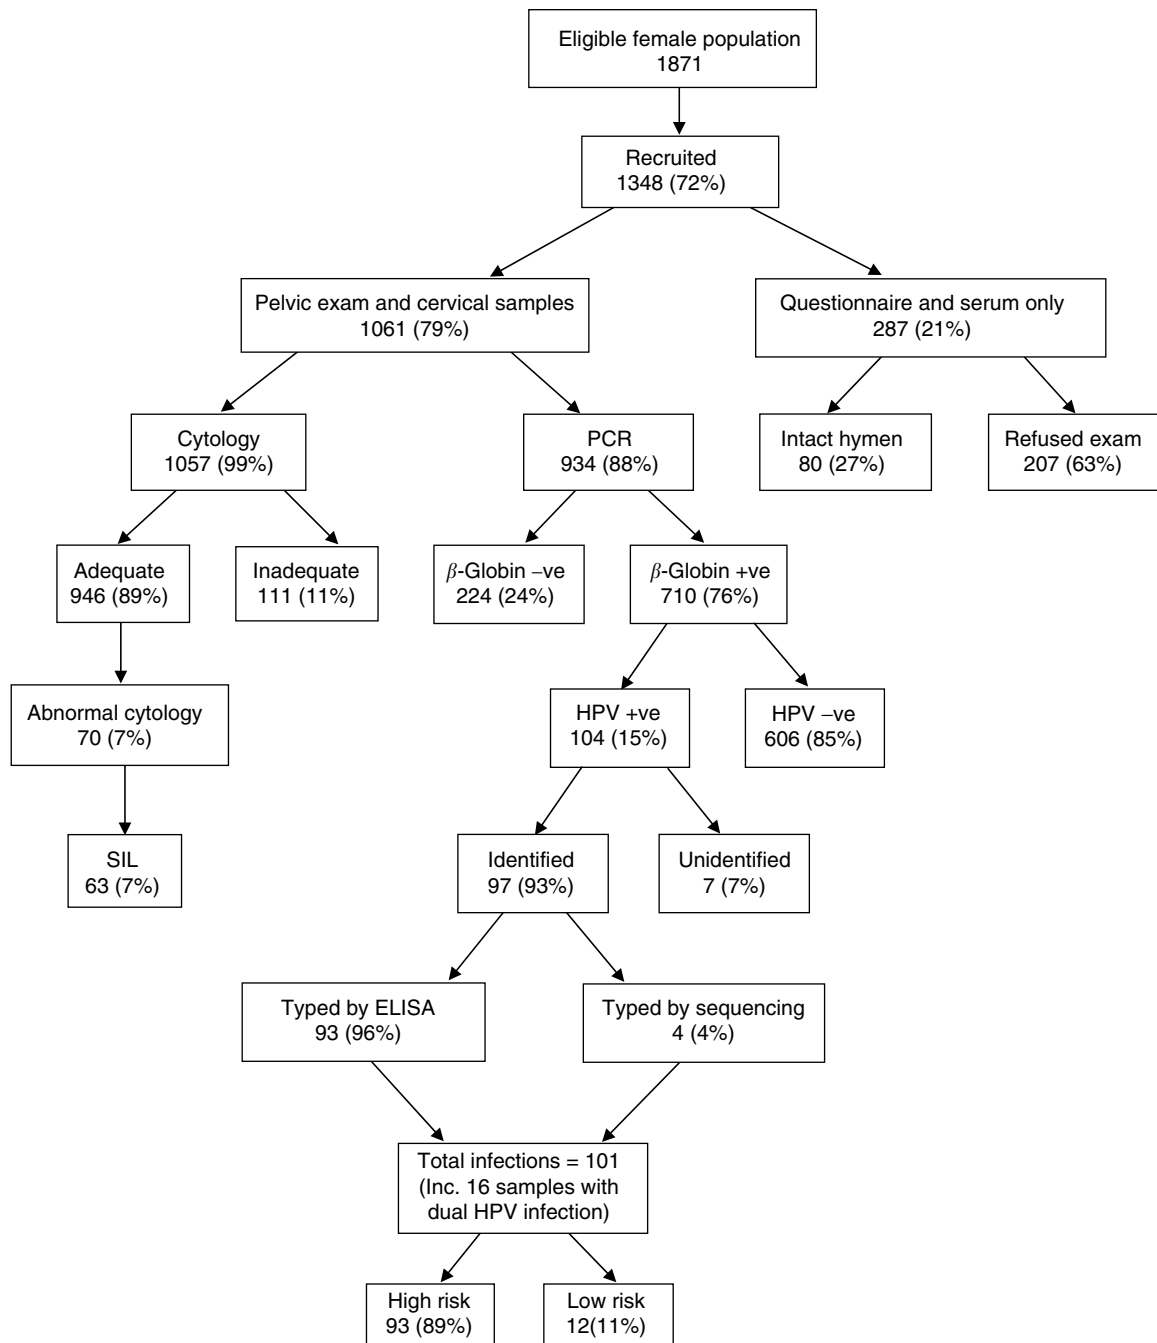 Eligible female population
1871
Recruited
1348 (72%)
Pelvic exam and cervical samples
1061 (79%)
Questionnaire and serum only
287 (21%)
Cytology
1057 (99%)
PCR
934 (88%)
Intact hymen
80 (27%)
Refused exam
207 (63%)
Adequate
946 (89%)
Inadequate
111 (11%)
β-Globin –ve
224 (24%)
β-Globin +ve
710 (76%)
Abnormal cytology
70 (7%)
HPV +ve
104 (15%)
HPV –ve
606 (85%)
SIL
63 (7%)
Identified
97 (93%)
Unidentified
7 (7%)
Typed by ELISA
93 (96%)
Typed by sequencing
4 (4%)
Total infections = 101
(Inc. 16 samples with
dual HPV infection)
High risk
93 (89%)
Low risk
12(11%)